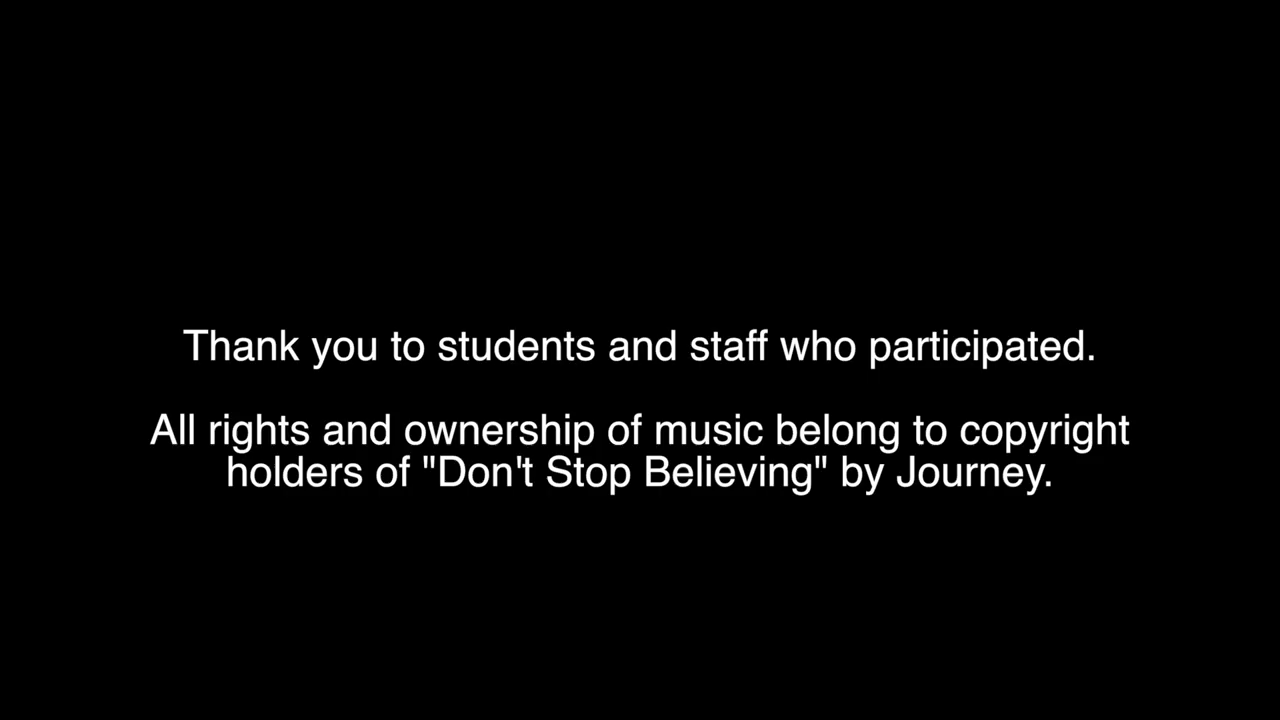 Thank you to students and staff who participated.
All rights and ownership of music belong to copyright
holders of "Don't Stop Believing" by Journey.